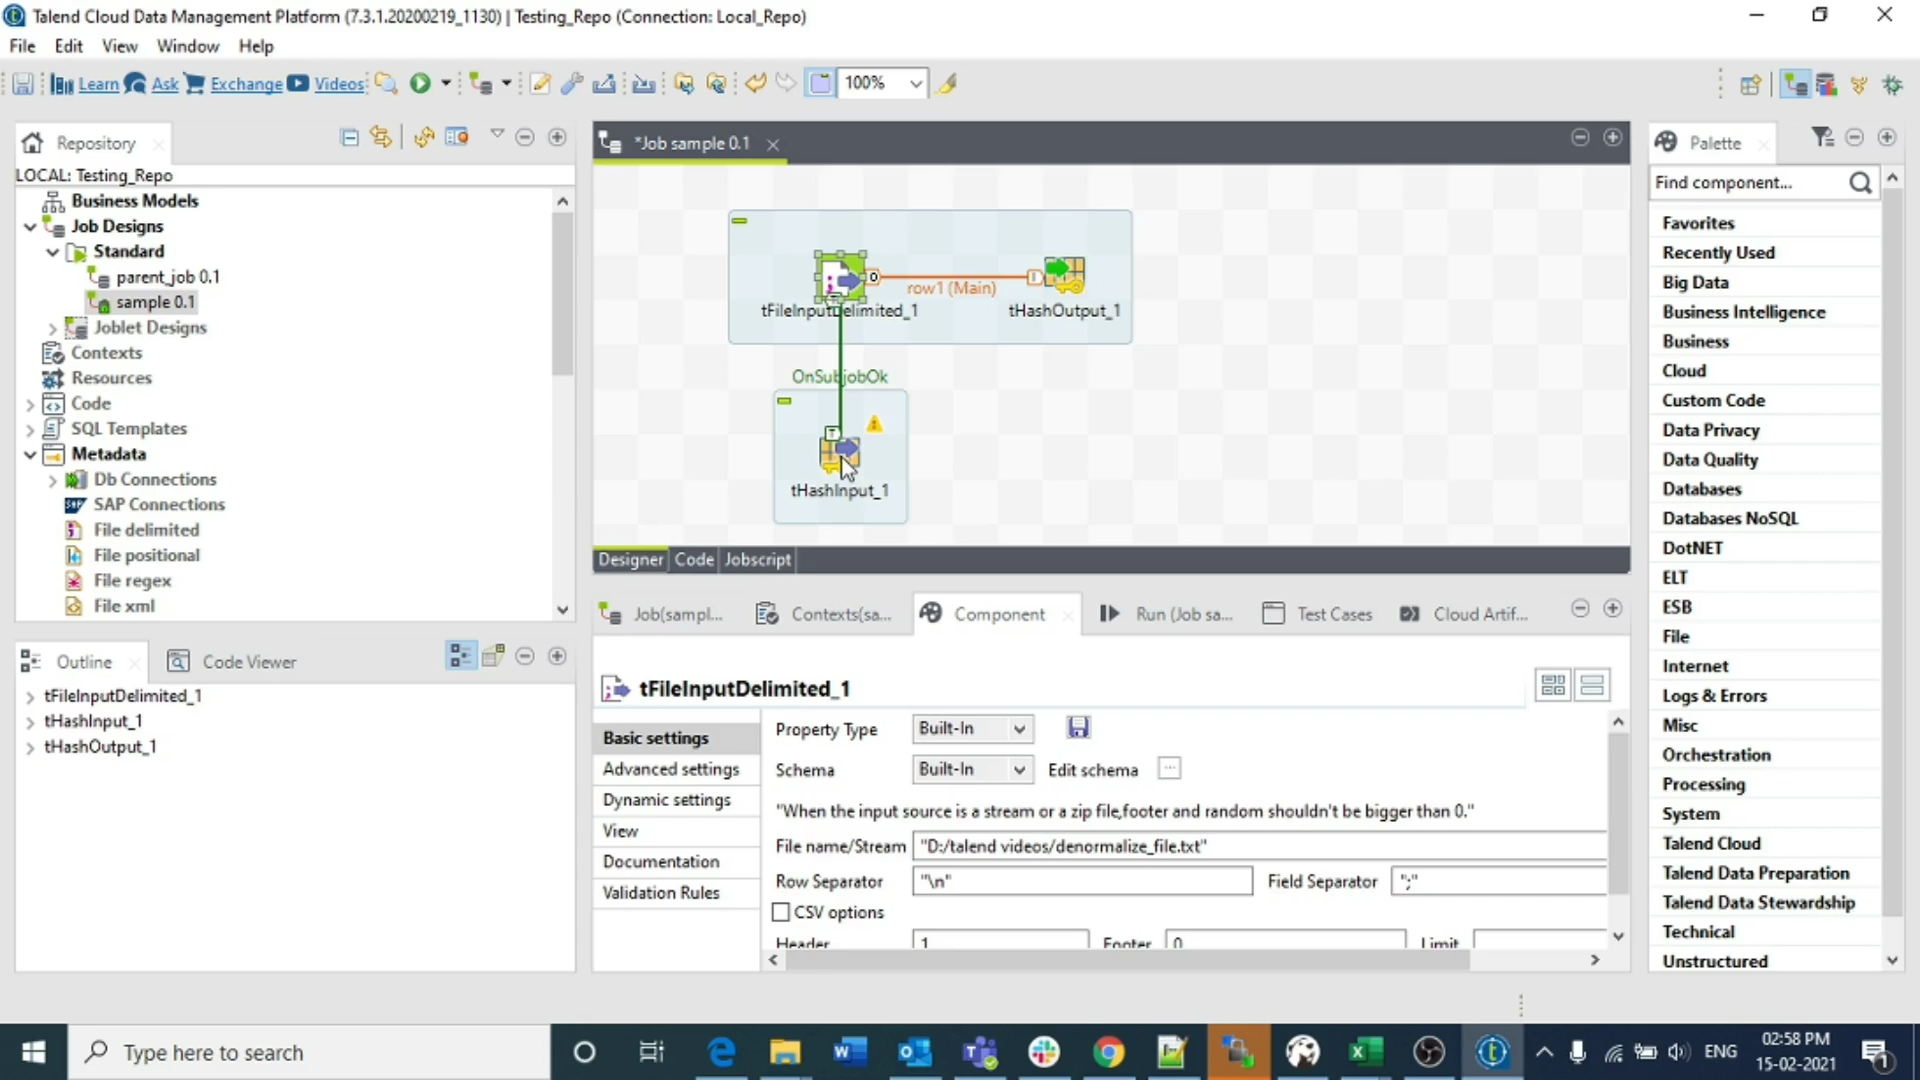 Talend Cloud Data Management Platform (7.3.1.20200219_1130) | Testing_Repo (Connection: Local_Repo)
File Edit View Window Help
Learn Ask Exchange Videos 100%
Repository
LOCAL: Testing_Repo
Business Models
Job Designs
Standard
parent_job 0.1
sample 0.1
Joblet Designs
Contexts
Resources
Code
SQL Templates
Metadata
Db Connections
SAP SAP Connections
File delimited
File positional
File regex
File xml
Outline Code Viewer
tFileInputDelimited_1
tHashInput_1
tHashOutput_1
*Job sample 0.1
row1 (Main)
tFileInputDelimited_1
tHashOutput_1
OnSubjobOk
tHashInput_1
Designer Code Jobscript
Job(sampl... Contexts(sa... Component Run (Job sa... Test Cases Cloud Artif...
tFileInputDelimited_1
Basic settings
Advanced settings
Dynamic settings
View
Documentation
Validation Rules
Property Type Built-In
Schema Built-In Edit schema ...
"When the input source is a stream or a zip file,footer and random shouldn't be bigger than 0."
File name/Stream "D:/talend videos/denormalize_file.txt"
Row Separator "\n" Field Separator ";"
CSV options
Header 1 Footer 0 Limit
Palette
Find component...
Favorites
Recently Used
Big Data
Business Intelligence
Business
Cloud
Custom Code
Data Privacy
Data Quality
Databases
Databases NoSQL
DotNET
ELT
ESB
File
Internet
Logs & Errors
Misc
Orchestration
Processing
System
Talend Cloud
Talend Data Preparation
Talend Data Stewardship
Technical
Unstructured
Type here to search
ENG
02:58 PM
15-02-2021
1